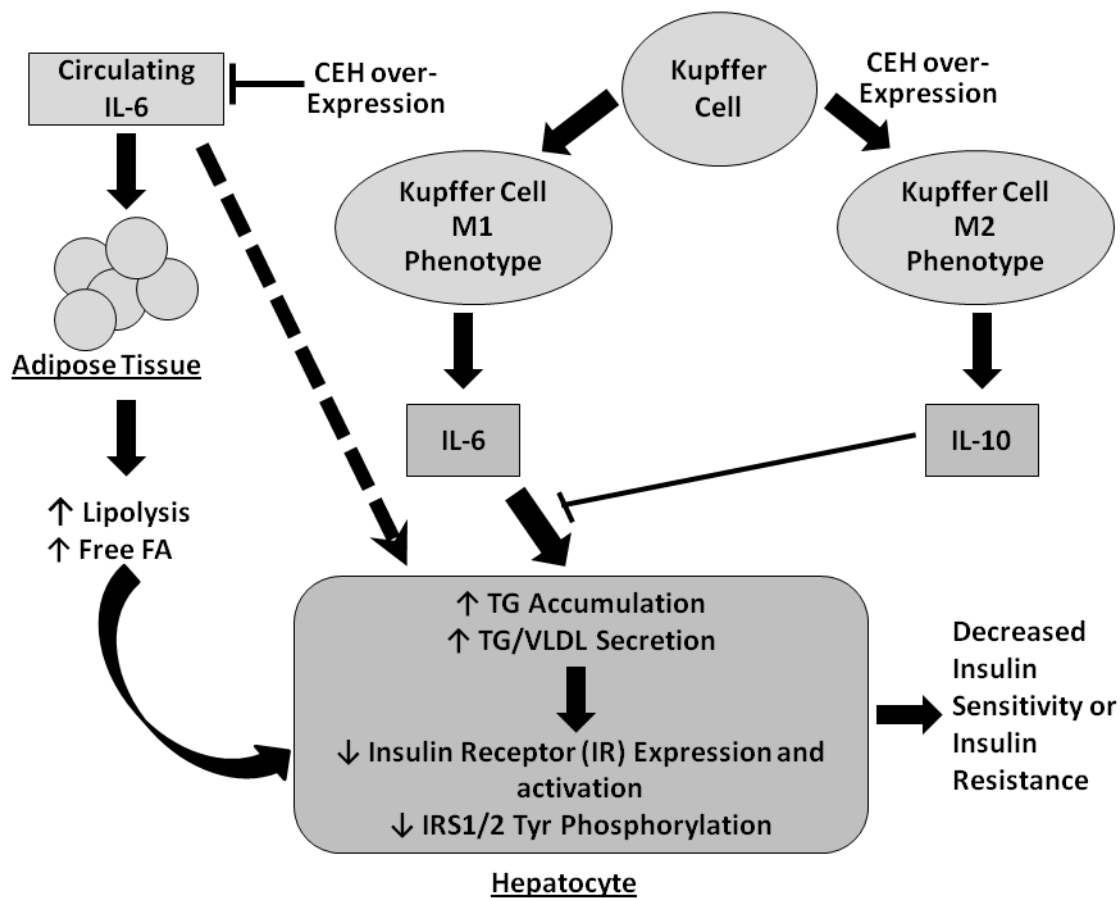 Circulating
IL-6
CEH over-
Expression
Kupffer
Cell
CEH over-
Expression
Kupffer Cell
M1
Phenotype
Kupffer Cell
M2
Phenotype
Adipose Tissue
IL-6
IL-10
↑ Lipolysis
↑ Free FA
↑ TG Accumulation
↑ TG/VLDL Secretion
↓ Insulin Receptor (IR) Expression and
activation
↓ IRS1/2 Tyr Phosphorylation
Decreased
Insulin
Sensitivity or
Insulin
Resistance
Hepatocyte